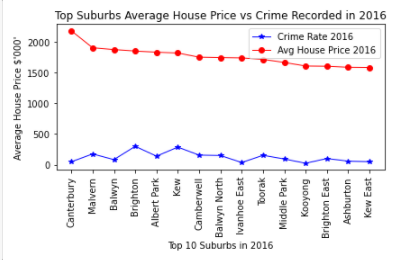 Top Suburbs Average House Price vs Crime Recorded in 2016
Crime Rate 2016
Avg House Price 2016
Average House Price $'000'
2000
1500
1000
500
0
Canterbury
Malvern
Balwyn
Brighton
Albert Park
Kew
Camberwell
Balwyn North
Ivanhoe East
Toorak
Middle Park
Kooyong
Brighton East
Ashburton
Kew East
Top 10 Suburbs in 2016